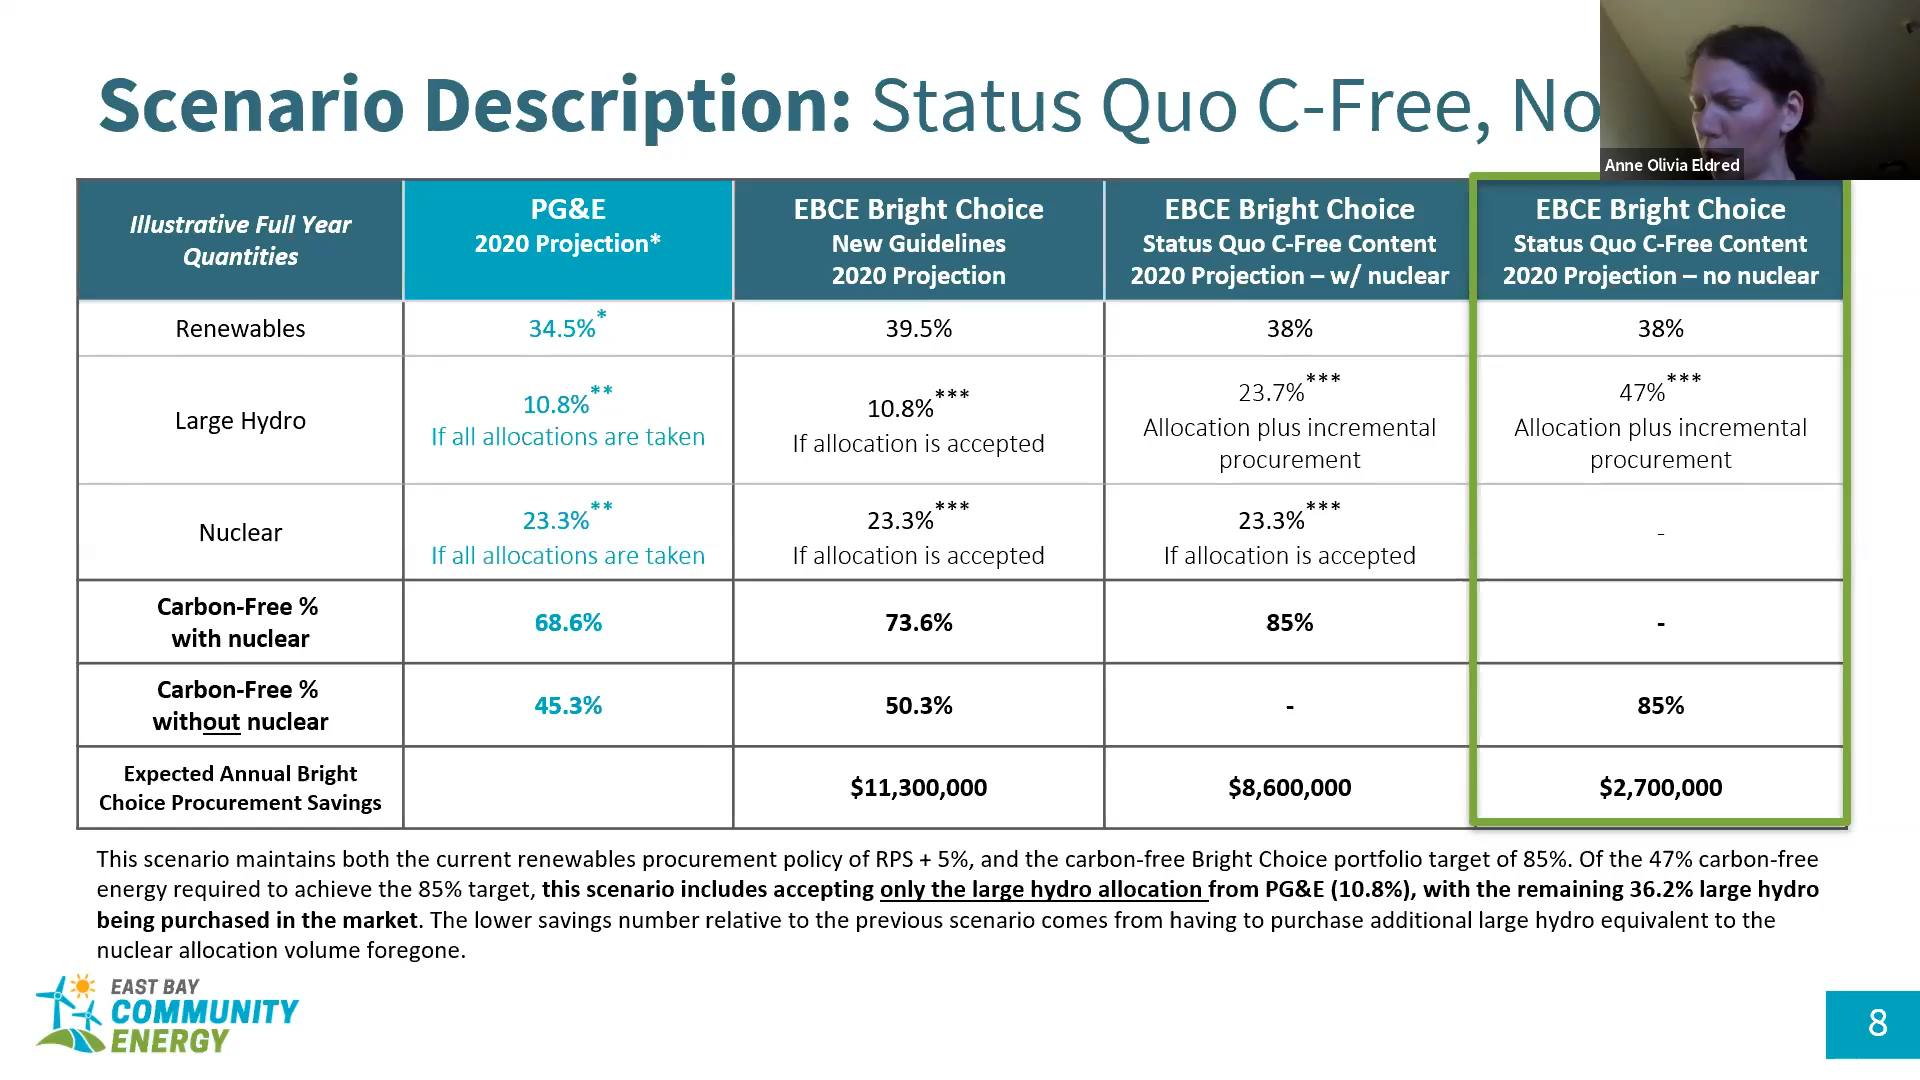 Scenario Description: Status Quo C-Free, No
Anne Olivia Eldred
Illustrative Full Year
Quantities
PG&E
2020 Projection*
EBCE Bright Choice
New Guidelines
2020 Projection
EBCE Bright Choice
Status Quo C-Free Content
2020 Projection – w/ nuclear
EBCE Bright Choice
Status Quo C-Free Content
2020 Projection – no nuclear
Renewables
34.5%*
39.5%
38%
38%
Large Hydro
10.8%**
If all allocations are taken
10.8%***
If allocation is accepted
23.7%***
Allocation plus incremental
procurement
47%***
Allocation plus incremental
procurement
Nuclear
23.3%**
If all allocations are taken
23.3%***
If allocation is accepted
23.3%***
If allocation is accepted
-
Carbon-Free %
with nuclear
68.6%
73.6%
85%
-
Carbon-Free %
without nuclear
45.3%
50.3%
-
85%
Expected Annual Bright
Choice Procurement Savings
$11,300,000
$8,600,000
$2,700,000
This scenario maintains both the current renewables procurement policy of RPS + 5%, and the carbon-free Bright Choice portfolio target of 85%. Of the 47% carbon-free
energy required to achieve the 85% target, this scenario includes accepting only the large hydro allocation from PG&E (10.8%), with the remaining 36.2% large hydro
being purchased in the market. The lower savings number relative to the previous scenario comes from having to purchase additional large hydro equivalent to the
nuclear allocation volume foregone.
EAST BAY
COMMUNITY
ENERGY
8